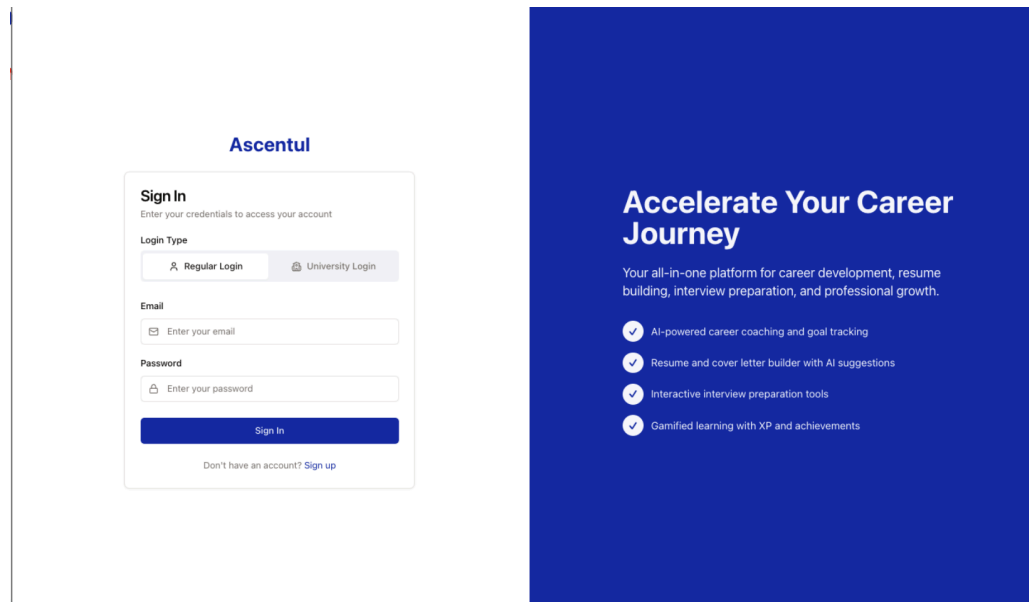 Ascentul
Sign In
Enter your credentials to access your account
Login Type
Regular Login
University Login
Email
Enter your email
Password
Enter your password
Sign In
Don't have an account? Sign up
Accelerate Your Career
Journey
Your all-in-one platform for career development, resume
building, interview preparation, and professional growth.
AI-powered career coaching and goal tracking
Resume and cover letter builder with AI suggestions
Interactive interview preparation tools
Gamified learning with XP and achievements